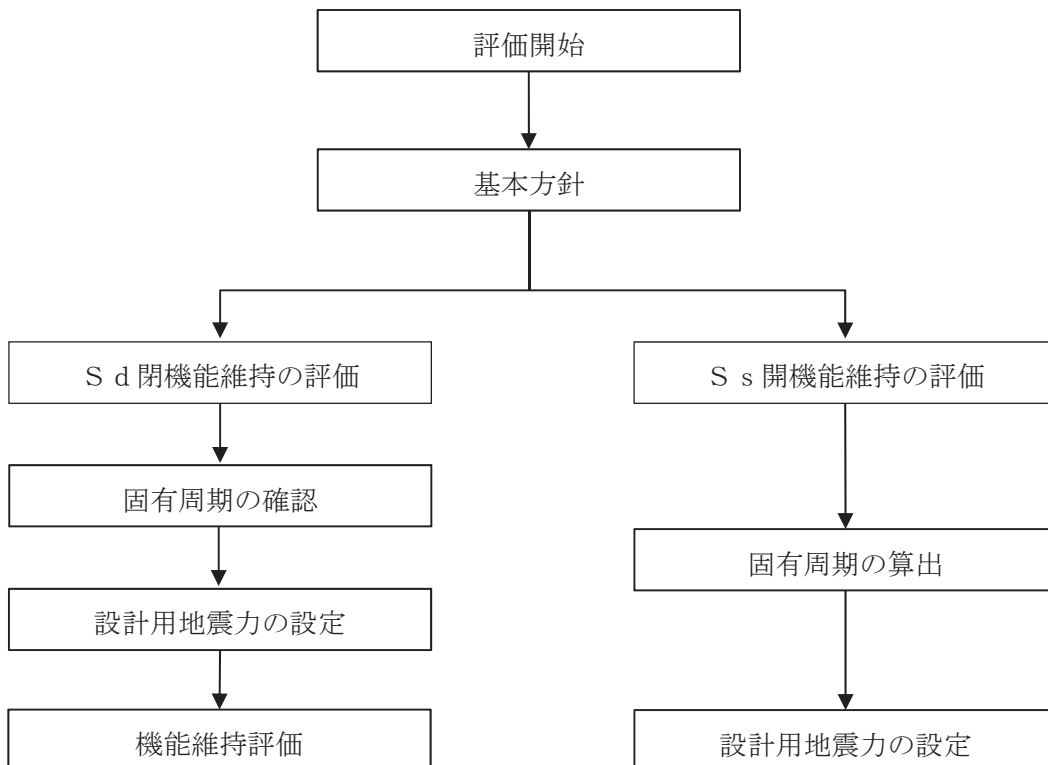 評価開始
基本方針
Ｓｄ閉機能維持の評価
Ｓｓ開機能維持の評価
固有周期の確認
固有周期の算出
設計用地震力の設定
機能維持評価
設計用地震力の設定